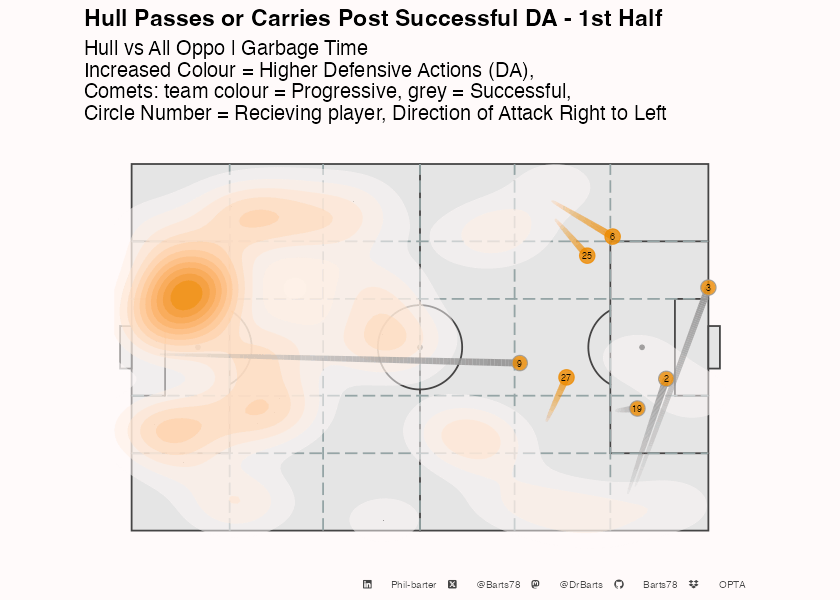 Hull Passes or Carries Post Successful DA - 1st Half
Hull vs All Oppo | Garbage Time
Increased Colour = Higher Defensive Actions (DA),
Comets: team colour = Progressive, grey = Successful,
Circle Number = Recieving player, Direction of Attack Right to Left
6
25
3
9
27
2
19
Phil-barter @Barts78 @DrBarts Barts78 OPTA